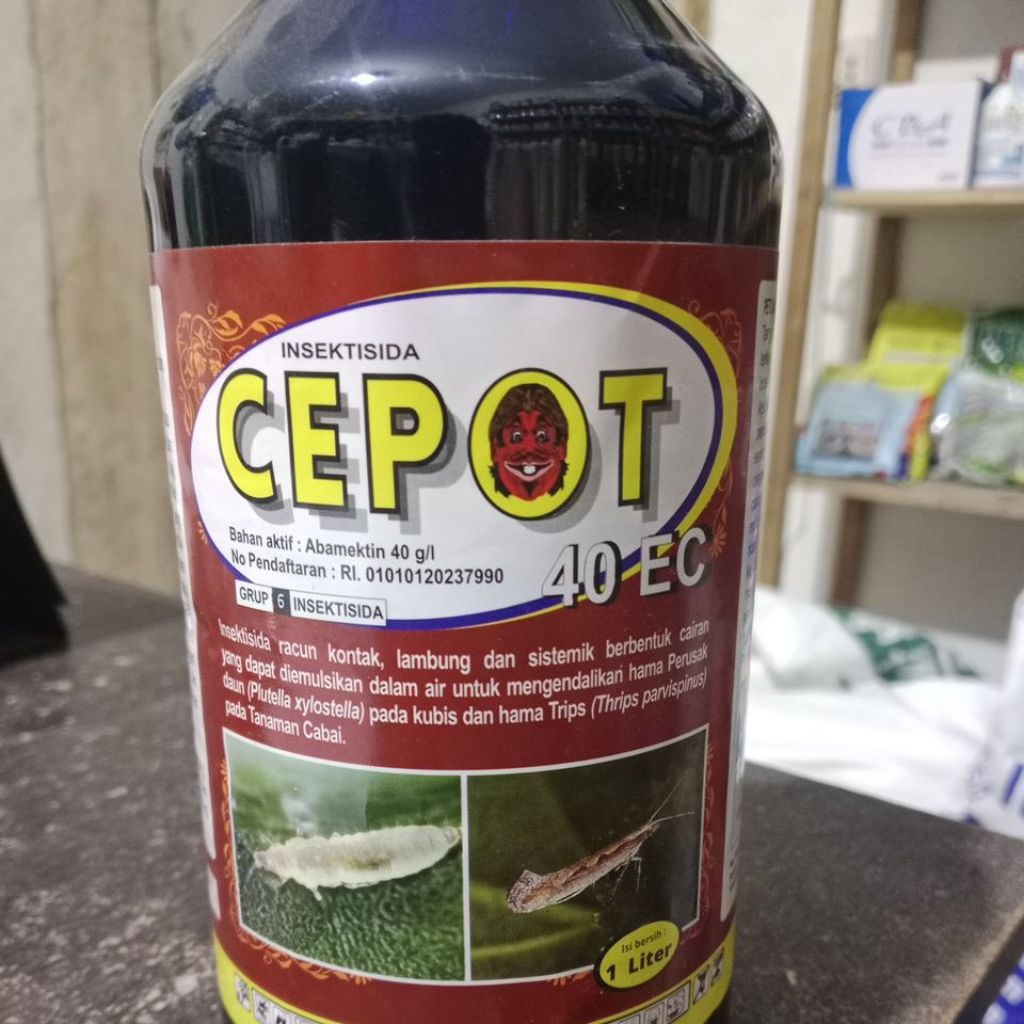 INSEKTISIDA
CEPOT
40 EC
Bahan aktif : Abamektin 40 g/l
No Pendaftaran : RI. 01010120237990
GRUP 6 INSEKTISIDA
Insektisida racun kontak, lambung dan sistemik berbentuk cairan
yang dapat diemulsikan dalam air untuk mengendalikan hama Perusak
daun (Plutella xylostella) pada kubis dan hama Trips (Thrips parvispinus)
pada Tanaman Cabai.
Isi bersih :
1 Liter